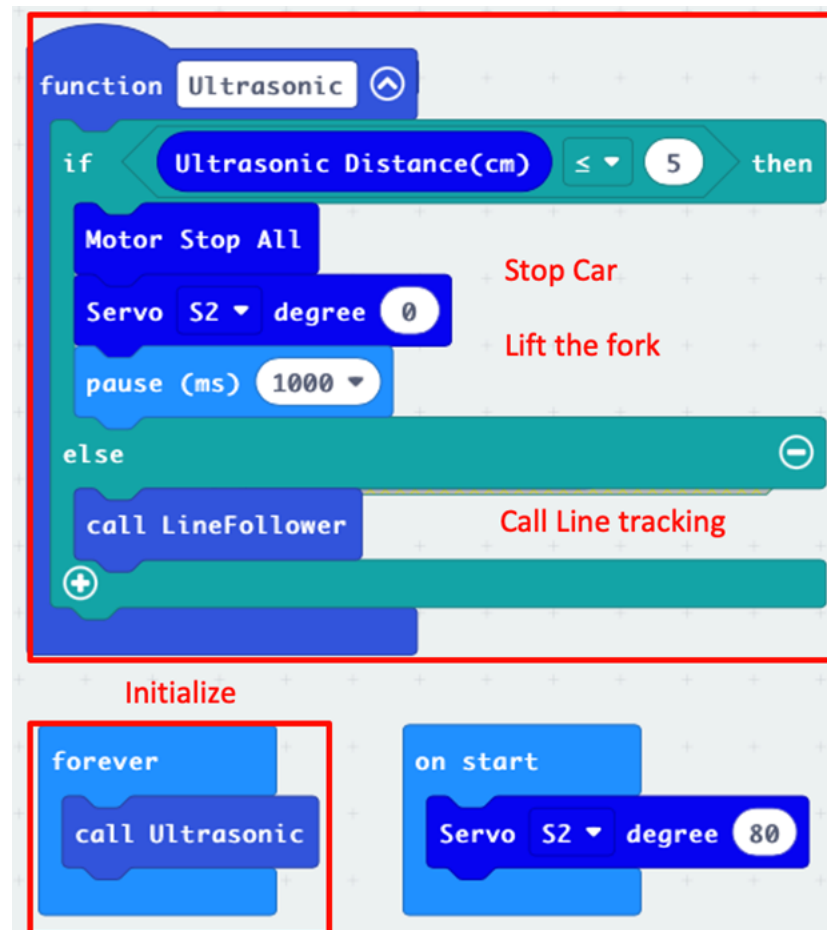 function Ultrasonic
if Ultrasonic Distance(cm) ≤ 5 then
Motor Stop All
Stop Car
Servo S2 degree 0
Lift the fork
pause (ms) 1000
else
call LineFollower
Call Line tracking
Initialize
forever
call Ultrasonic
on start
Servo S2 degree 80